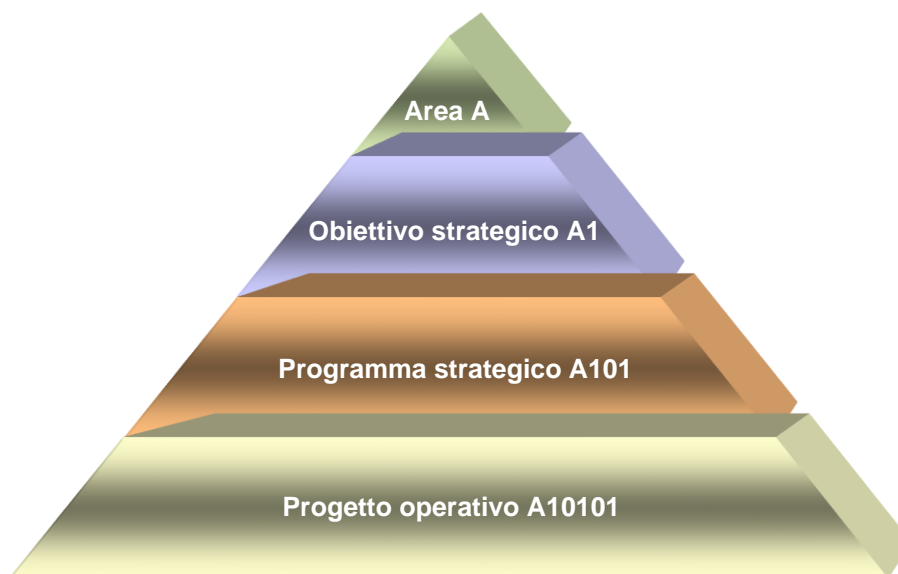 Area A
Obiettivo strategico A1
Programma strategico A101
Progetto operativo A10101